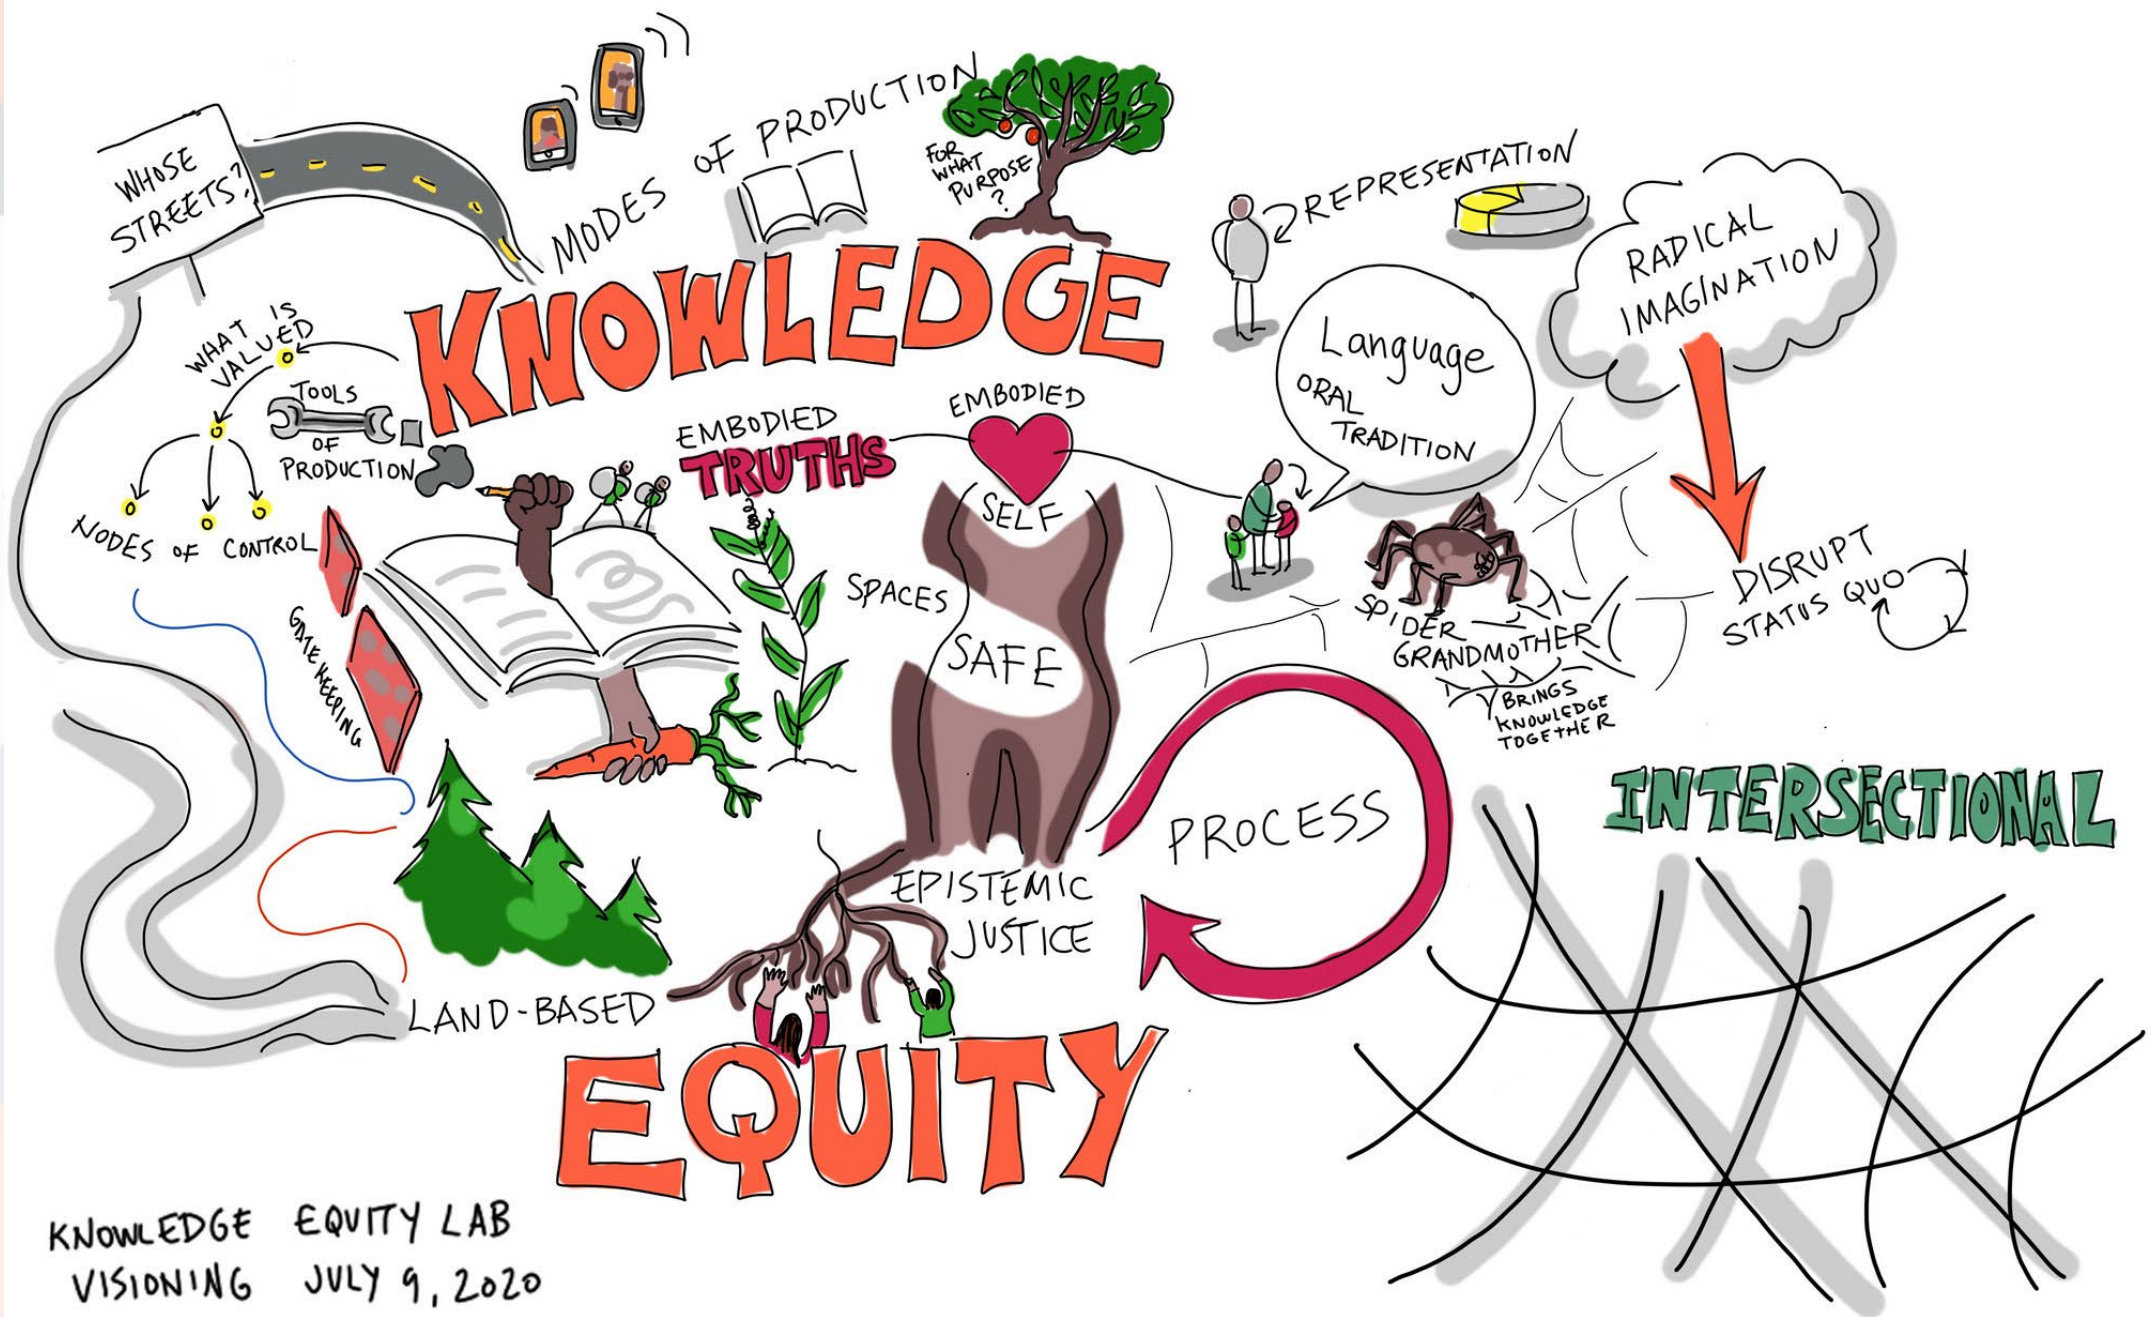 WHOSE
STREETS?
MODES OF PRODUCTION
FOR
WHAT
PURPOSE
?
REPRESENTATION
RADICAL
IMAGINATION
KNOWLEDGE
WHAT IS
VALUED
TOOLS
OF
PRODUCTION
NODES OF CONTROL
GATEKEEPING
EMBODIED
TRUTHS
EMBODIED
SELF
SPACES
SAFE
Language
ORAL
TRADITION
SPIDER
GRANDMOTHER
BRINGS
KNOWLEDGE
TOGETHER
DISRUPT
STATUS QUO
PROCESS
INTERSECTIONAL
EPISTEMIC
JUSTICE
LAND-BASED
EQUITY
KNOWLEDGE EQUITY LAB
VISIONING JULY 9, 2020